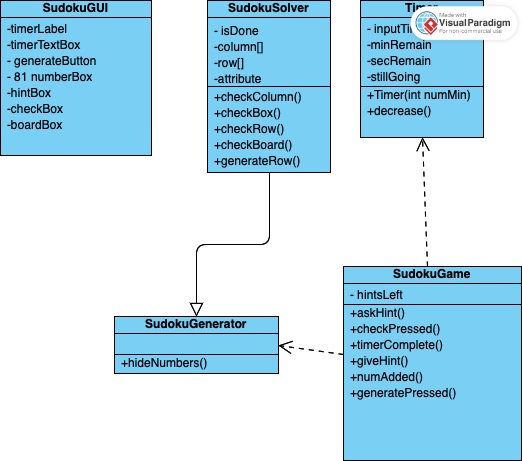 SudokuGUI
-timerLabel
-timerTextBox
- generateButton
- 81 numberBox
-hintBox
-checkBox
-boardBox
SudokuSolver
- isDone
-column[]
-row[]
-attribute
+checkColumn()
+checkBox()
+checkRow()
+checkBoard()
+generateRow()
Timer
- inputTi
-minRemain
-secRemain
-stillGoing
+Timer(int numMin)
+decrease()
Made with
Visual Paradigm
For non-commercial use
SudokuGenerator
+hideNumbers()
SudokuGame
- hintsLeft
+askHint()
+checkPressed()
+timerComplete()
+giveHint()
+numAdded()
+generatePressed()